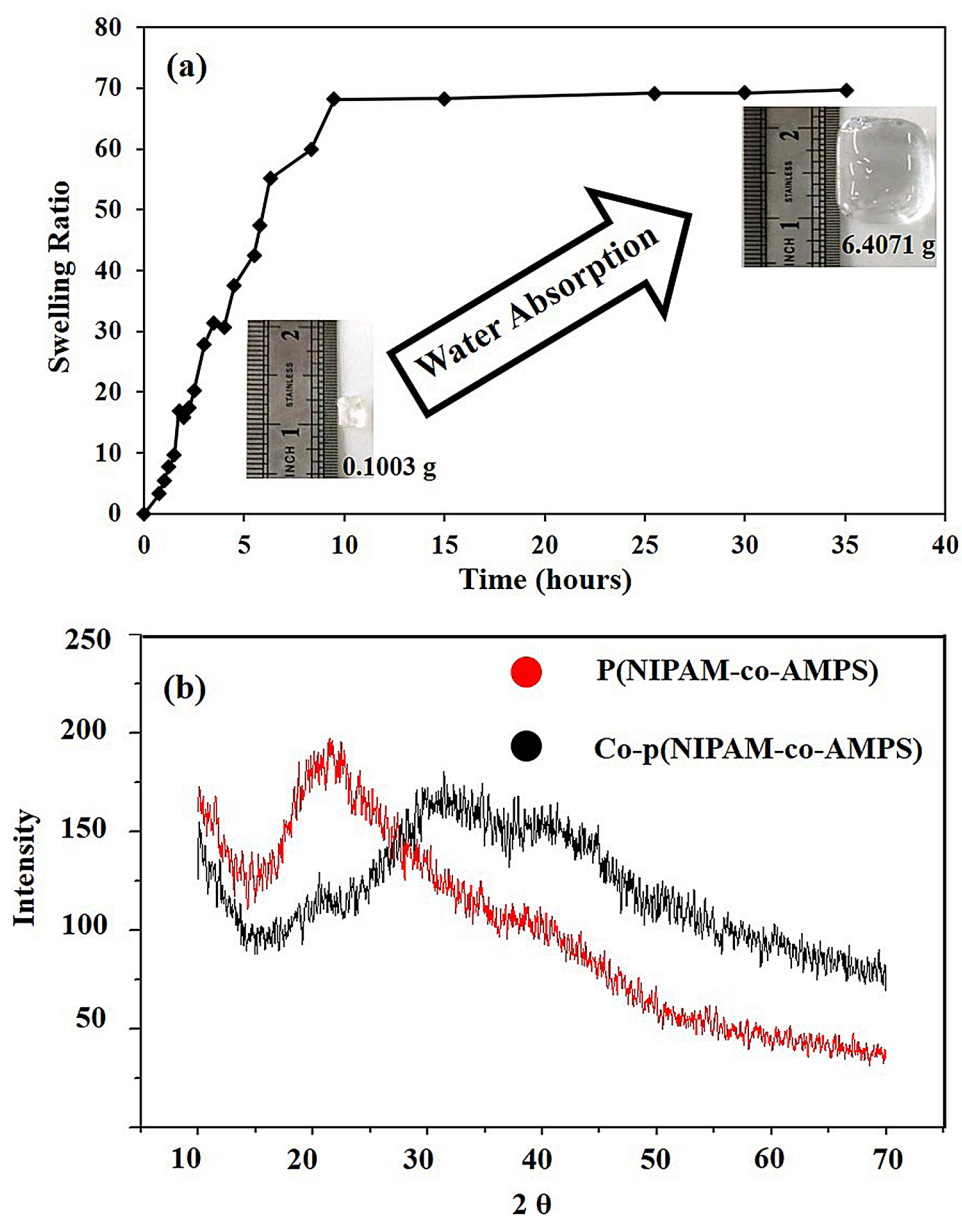 80
(a)
70
60
50
40
30
20
10
0
Swelling Ratio
0 5 10 15 20 25 30 35 40
Time (hours)
Water Absorption
2
STAINLESS
1
INCH
0.1003 g
2
STAINLESS
1
INCH
6.4071 g
250
(b)
200
150
100
50
Intensity
P(NIPAM-co-AMPS)
Co-p(NIPAM-co-AMPS)
10 20 30 40 50 60 70
2 θ